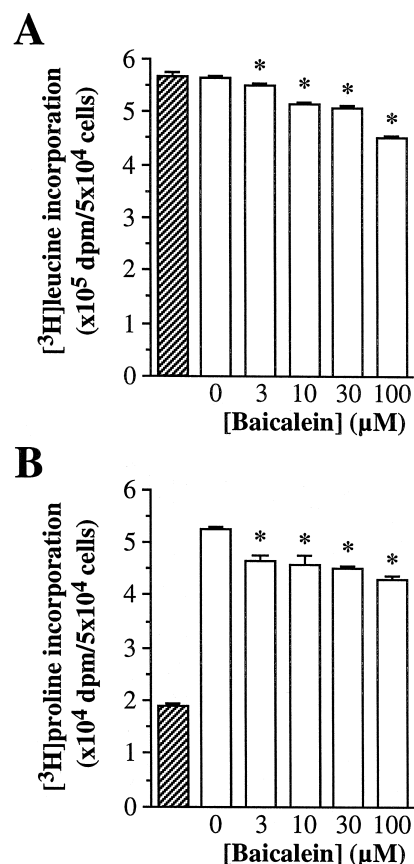 A
[³H]leucine incorporation
(x10⁵ dpm/5x10⁴ cells)
6
5
4
3
2
1
0
* * * *
0 3 10 30 100
[Baicalein] (µM)
B
[³H]proline incorporation
(x10⁴ dpm/5x10⁴ cells)
6
5
4
3
2
1
0
* * * *
0 3 10 30 100
[Baicalein] (µM)